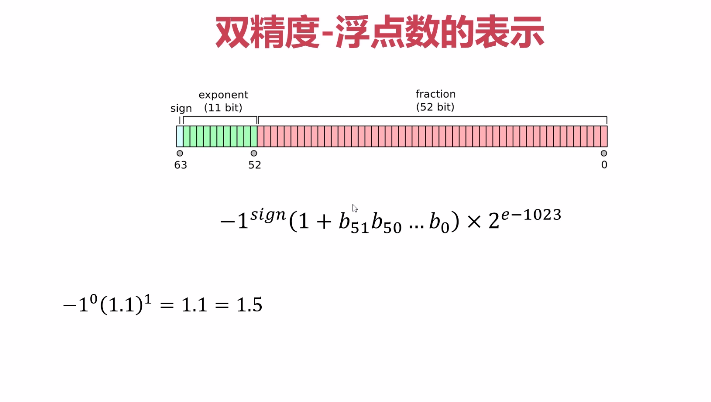 双精度-浮点数的表示
sign
exponent
(11 bit)
fraction
(52 bit)
63
52
0
$-1^{sign}(1 + b_{51}b_{50} \ldots b_0) \times 2^{e-1023}$
$-1^0(1.1)^1 = 1.1 = 1.5$